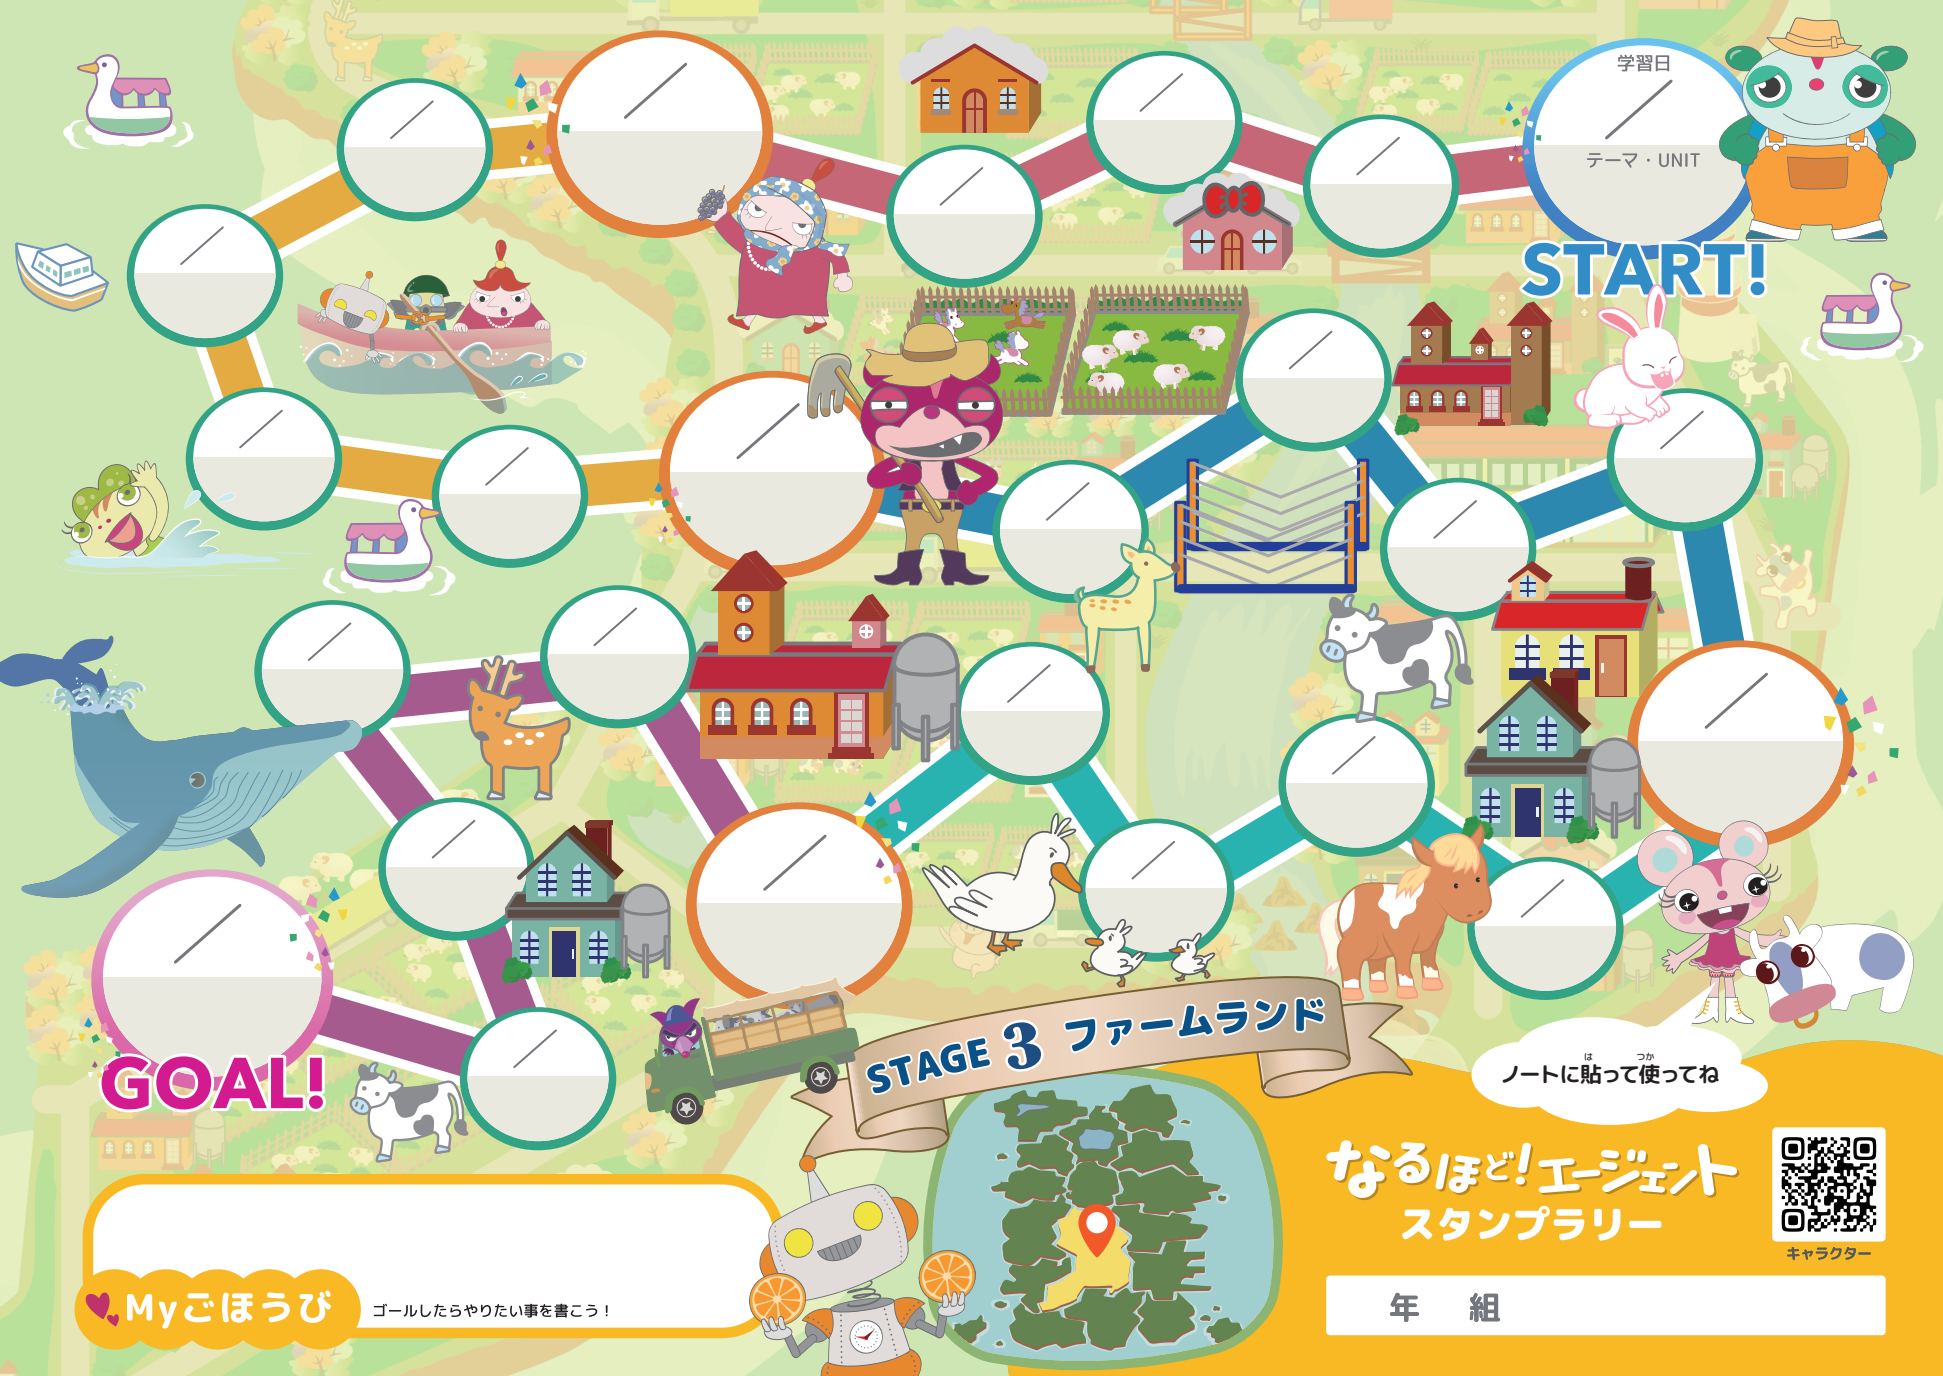 学習日
テーマ・UNIT
START!
GOAL!
STAGE 3 ファームランド
は つか
ノートに貼って使ってね
なるほど!エージェント
スタンプラリー
キャラクター
年 組
Myごほうび
ゴールしたらやりたい事を書こう!